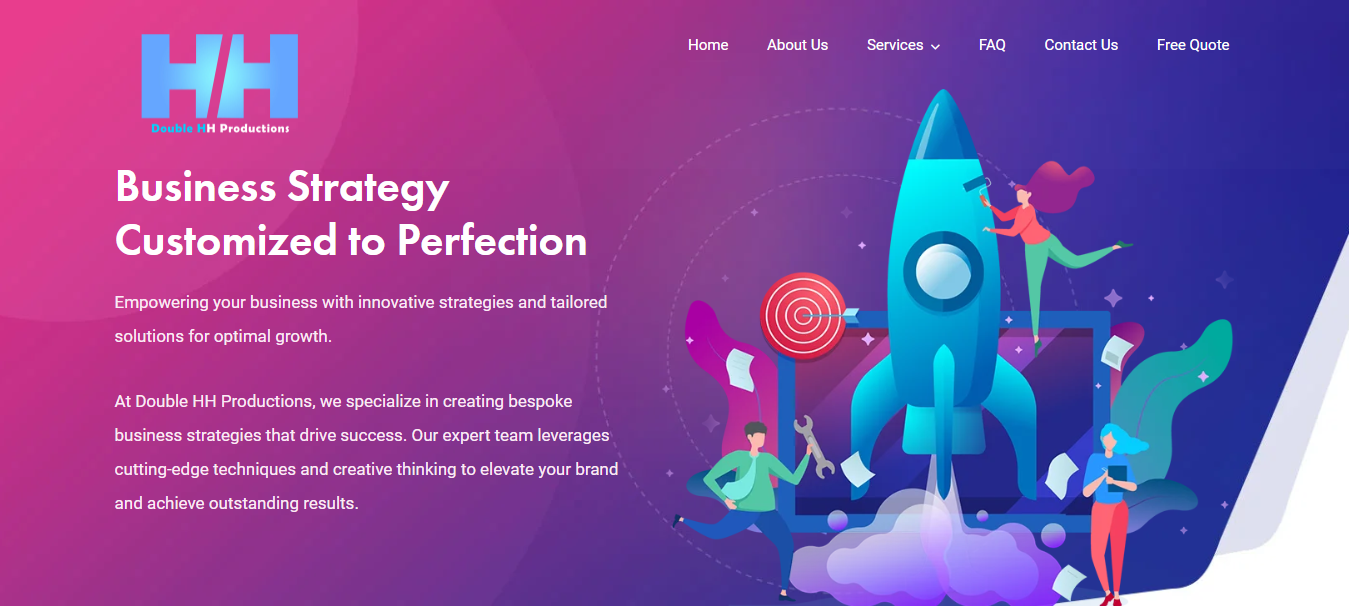 HH
Double HH Productions
Home About Us Services FAQ Contact Us Free Quote
Business Strategy
Customized to Perfection
Empowering your business with innovative strategies and tailored
solutions for optimal growth.
At Double HH Productions, we specialize in creating bespoke
business strategies that drive success. Our expert team leverages
cutting-edge techniques and creative thinking to elevate your brand
and achieve outstanding results.